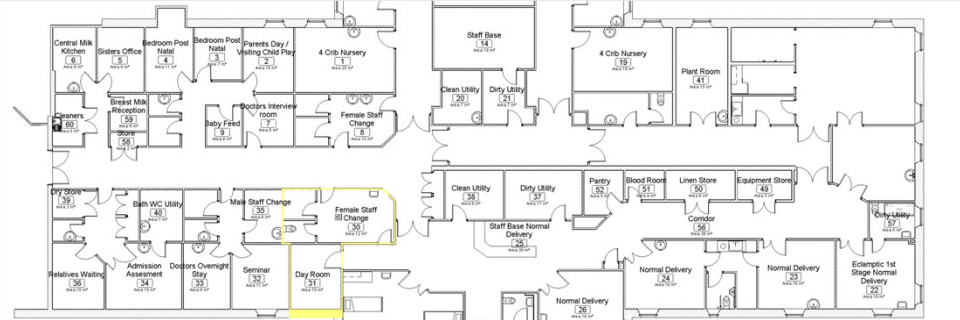 Central Milk
Kitchen
6
Sisters Office
5
Bedroom Post
Natal
4
Bedroom Post
Natal
3
Parents Day /
Visiting Child Play
2
4 Crib Nursery
1
Staff Base
14
4 Crib Nursery
19
Plant Room
41
Clean Utility
20
Dirty Utility
21
Cleaners
60
Breast Milk
Reception
59
Store
58
Baby Feed
9
Doctors Interview
room
7
Female Staff
Change
8
Dry Store
39
Bath WC Utility
40
Male Staff Change
35
Female Staff
Change
30
Clean Utility
38
Dirty Utility
37
Pantry
52
Blood Room
51
Linen Store
50
Equipment Store
49
Corridor
56
Dirty Utility
57
Staff Base Normal
Delivery
25
Relatives Waiting
36
Admission
Assesment
34
Doctors Overnight
Stay
33
Seminar
32
Day Room
31
Normal Delivery
24
Normal Delivery
23
Eclamptic 1st
Stage Normal
Delivery
22
Normal Delivery
26